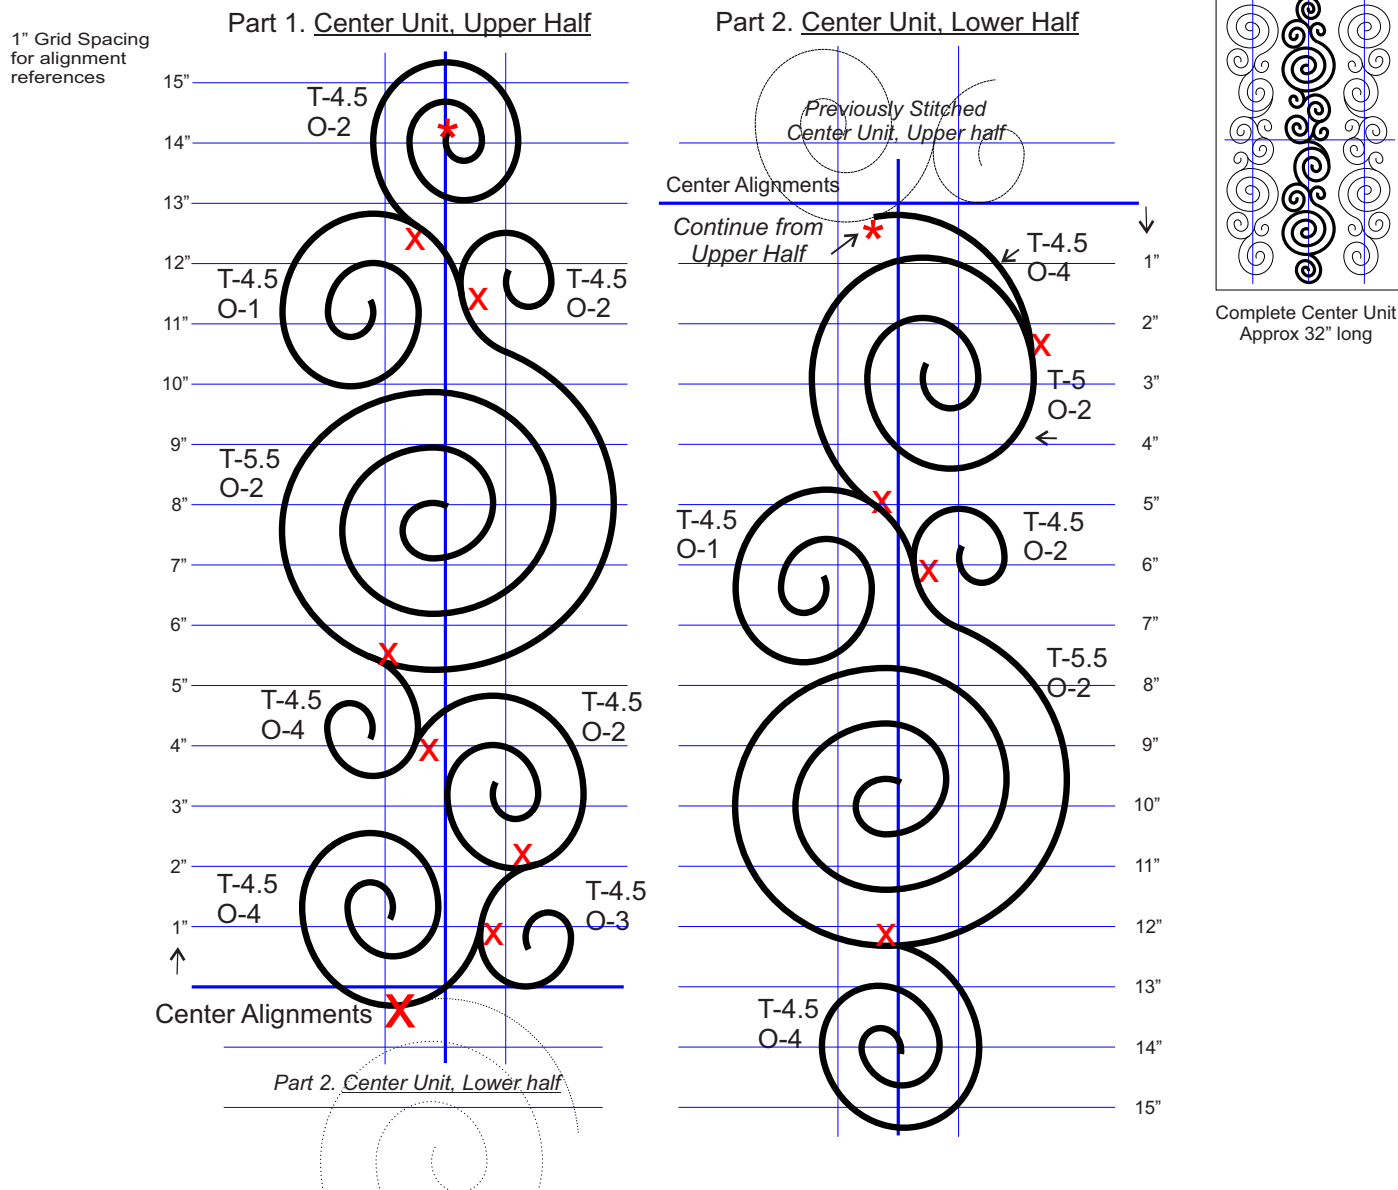 Part 1. Center Unit, Upper Half
1” Grid Spacing
for alignment
references
15”
14”
13”
12”
11”
10”
9”
8”
7”
6”
5”
4”
3”
2”
1”
T-4.5
O-2
T-4.5
O-1
T-4.5
O-2
T-5.5
O-2
T-4.5
O-4
T-4.5
O-2
T-4.5
O-4
T-4.5
O-3
*
X
X
X
X
X
X
X
Center Alignments
Part 2. Center Unit, Lower half
Part 2. Center Unit, Lower Half
Previously Stitched
Center Unit, Upper half
Center Alignments
Continue from
Upper Half
*
T-4.5
O-4
X
T-5
O-2
X
T-4.5
O-1
T-4.5
O-2
X
T-5.5
O-2
X
T-4.5
O-4
1”
2”
3”
4”
5”
6”
7”
8”
9”
10”
11”
12”
13”
14”
15”
Complete Center Unit
Approx 32” long